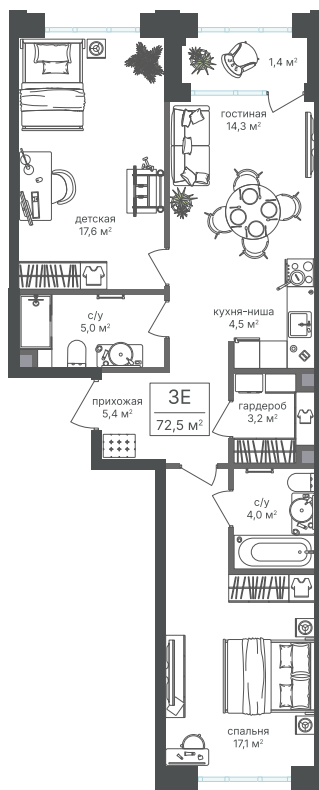 1,4 м²
гостиная
14,3 м²
детская
17,6 м²
кухня-ниша
4,5 м²
с/у
5,0 м²
прихожая
5,4 м²
3Е
72,5 м²
гардероб
3,2 м²
с/у
4,0 м²
спальня
17,1 м²